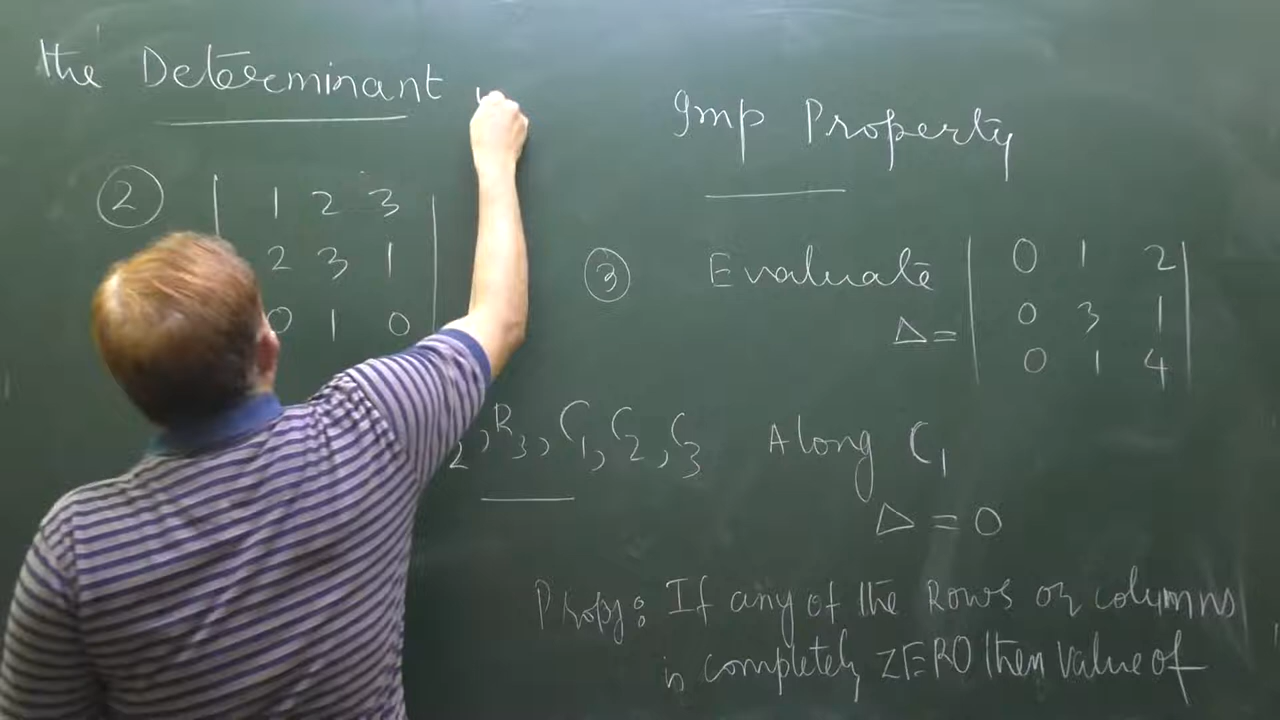 the Determinant
② | 1 2 3 |
2 3 1
0 1 0
2, R3, C1, C2, C3
Imp Property
③ Evaluate | 0 1 2 |
Δ = | 0 3 1 |
| 0 1 4 |
Along C1
Δ = 0
Propy: If any of the Rows or columns
is completely ZERO then value of